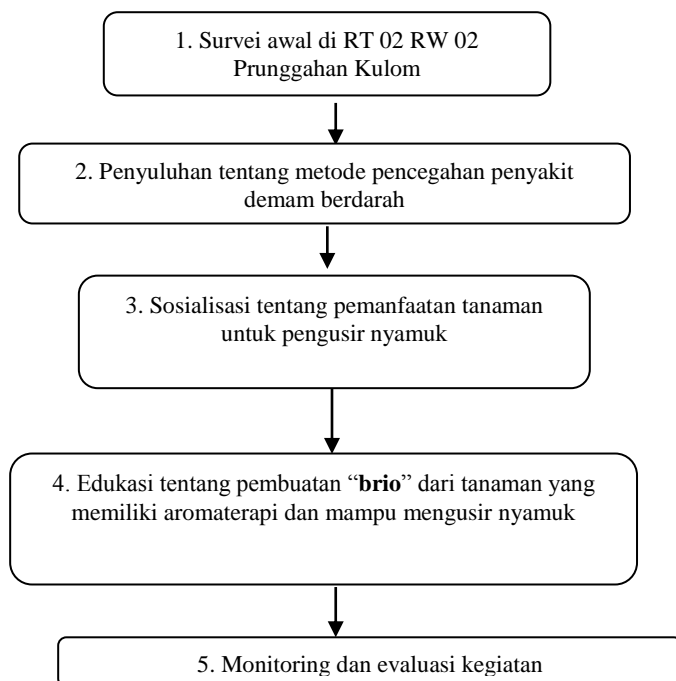 1. Survei awal di RT 02 RW 02
Prunggahan Kulom
2. Penyuluhan tentang metode pencegahan penyakit
demam berdarah
3. Sosialisasi tentang pemanfaatan tanaman
untuk pengusir nyamuk
4. Edukasi tentang pembuatan “brio” dari tanaman yang
memiliki aromaterapi dan mampu mengusir nyamuk
5. Monitoring dan evaluasi kegiatan